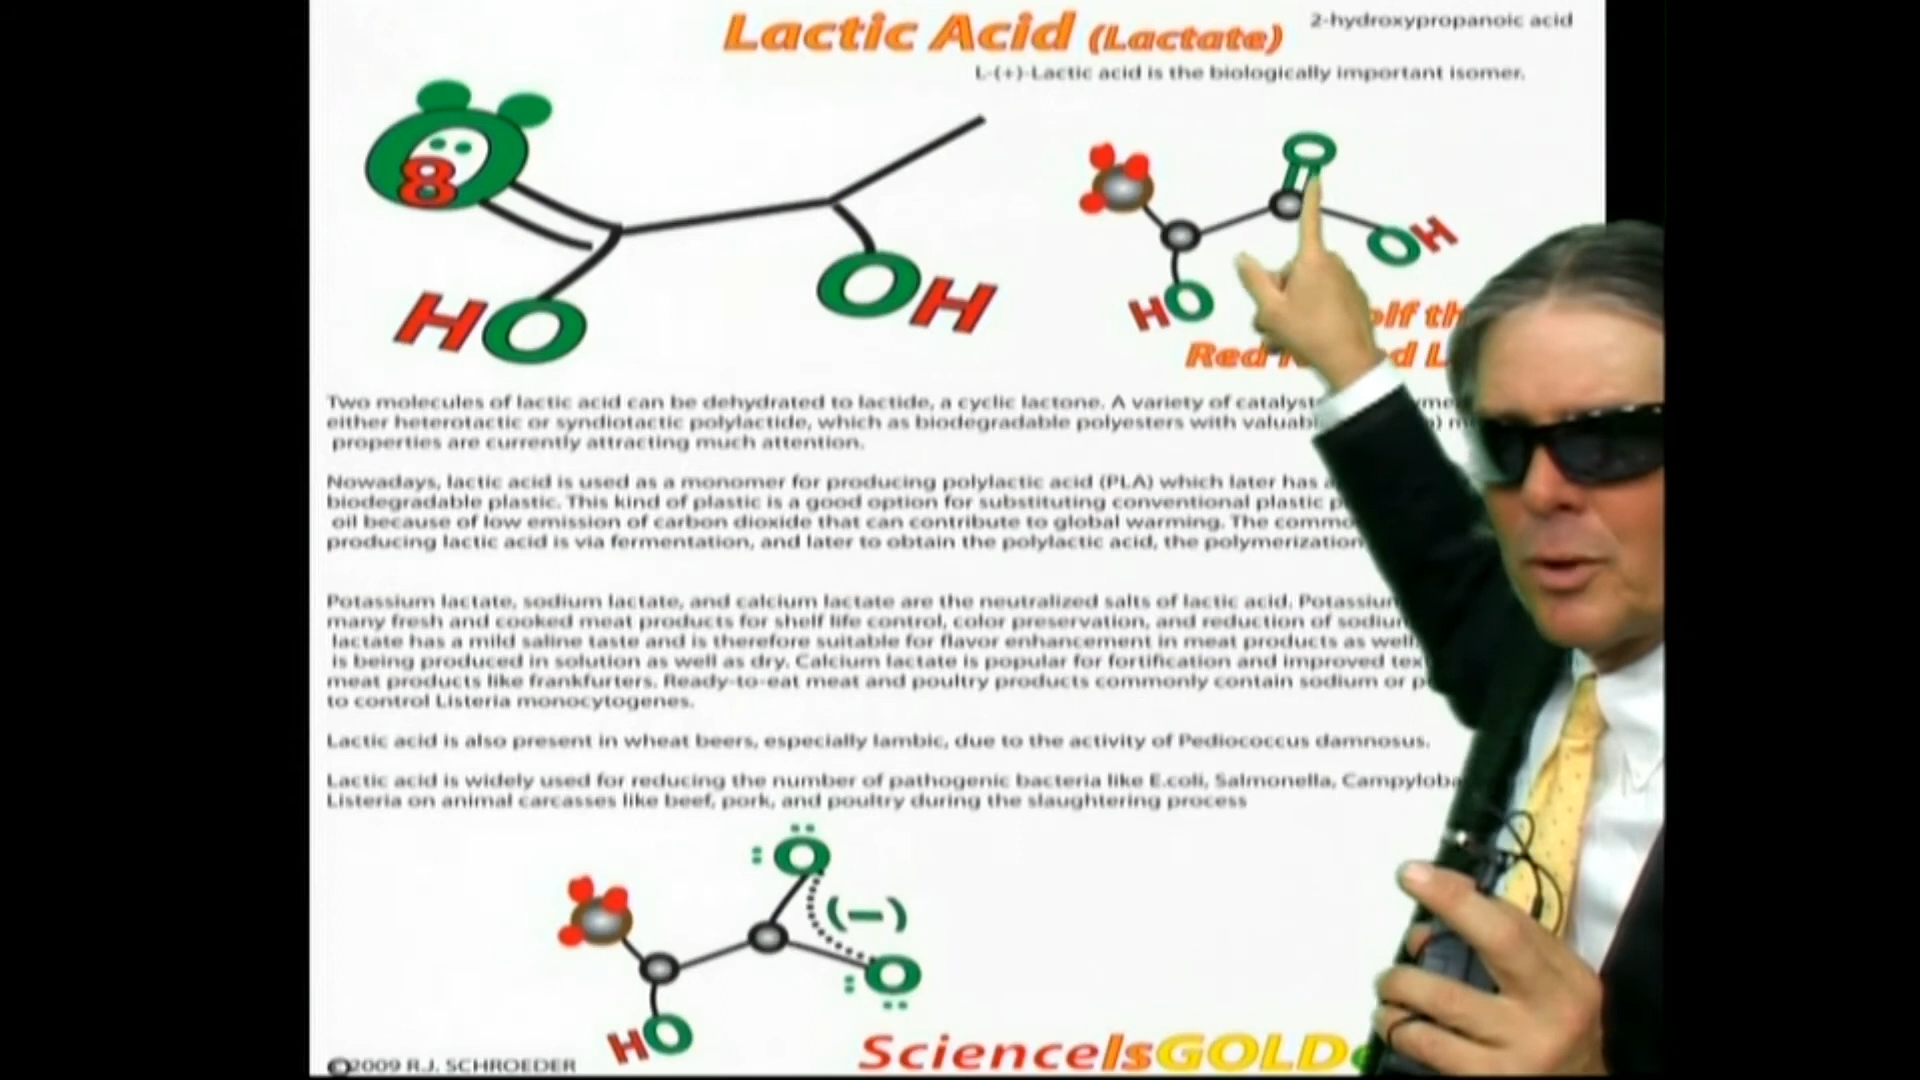 Lactic Acid (Lactate)
2-hydroxypropanoic acid
L-(+)-Lactic acid is the biologically important isomer.
O
8
HO
OH
O
OH
HO
olf th
Red
d L
Two molecules of lactic acid can be dehydrated to lactide, a cyclic lactone. A variety of catalyst
either heterotactic or syndiotactic polylactide, which as biodegradable polyesters with valuabl
properties are currently attracting much attention.
Nowadays, lactic acid is used as a monomer for producing polylactic acid (PLA) which later has
biodegradable plastic. This kind of plastic is a good option for substituting conventional plastic p
oil because of low emission of carbon dioxide that can contribute to global warming. The commo
producing lactic acid is via fermentation, and later to obtain the polylactic acid, the polymerization
Potassium lactate, sodium lactate, and calcium lactate are the neutralized salts of lactic acid. Potassiu
many fresh and cooked meat products for shelf life control, color preservation, and reduction of sodiu
lactate has a mild saline taste and is therefore suitable for flavor enhancement in meat products as well
is being produced in solution as well as dry. Calcium lactate is popular for fortification and improved tex
meat products like frankfurters. Ready-to-eat meat and poultry products commonly contain sodium or p
to control Listeria monocytogenes.
Lactic acid is also present in wheat beers, especially lambic, due to the activity of Pediococcus damnosus.
Lactic acid is widely used for reducing the number of pathogenic bacteria like E.coli, Salmonella, Campyloba
Listeria on animal carcasses like beef, pork, and poultry during the slaughtering process
:O
(-)
:O
HO
©2009 R.J. SCHROEDER
ScienceIsGOLD